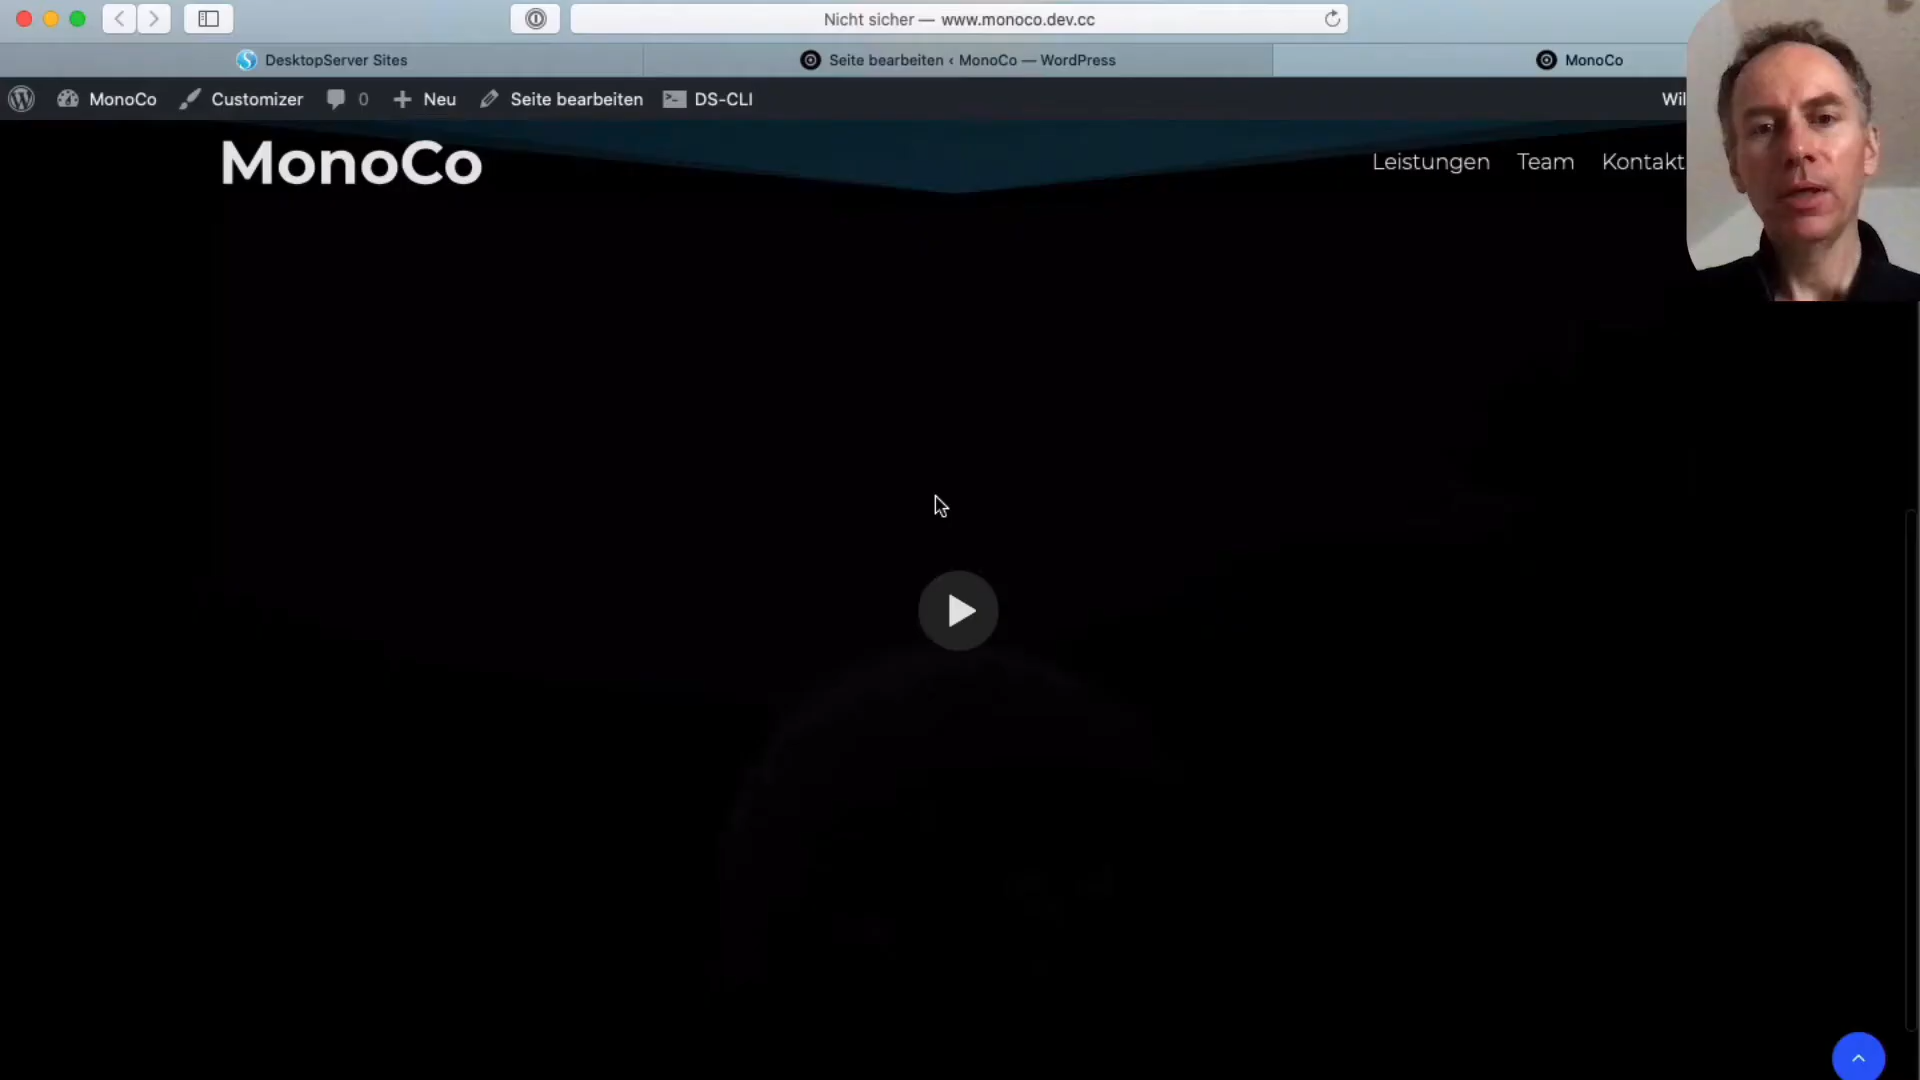 Nicht sicher — www.monoco.dev.cc
DesktopServer Sites
Seite bearbeiten ‹ MonoCo — WordPress
MonoCo
MonoCo
Customizer
0
Neu
Seite bearbeiten
DS-CLI
Wil
MonoCo
Leistungen
Team
Kontakt